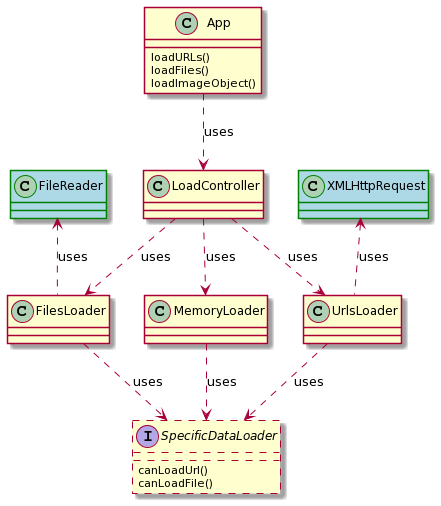 C App
loadURLs()
loadFiles()
loadImageObject()
uses
C FileReader
C LoadController
C XMLHttpRequest
uses
uses
uses
uses
uses
C FilesLoader
C MemoryLoader
C UrlsLoader
uses
uses
uses
I SpecificDataLoader
canLoadUrl()
canLoadFile()